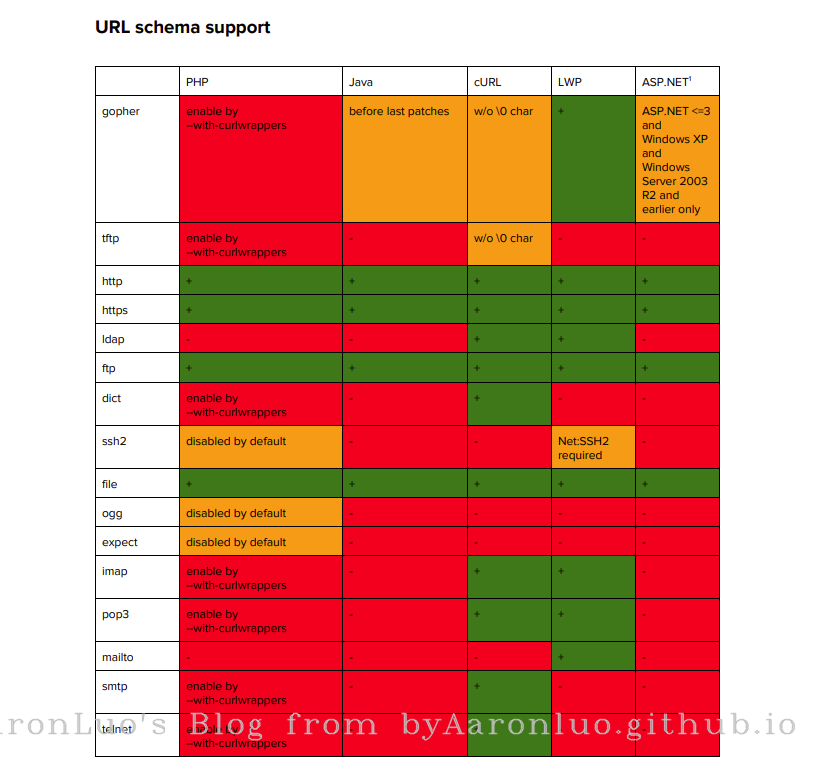 URL schema support
PHP Java cURL LWP ASP.NET¹
gopher enable by --with-curlwrappers before last patches w/o \0 char + ASP.NET <=3 and Windows XP and Windows Server 2003 R2 and earlier only
tftp enable by --with-curlwrappers - w/o \0 char - -
http + + + + +
https + + + + +
ldap - - + + -
ftp + + + + +
dict enable by --with-curlwrappers - + - -
ssh2 disabled by default - - Net:SSH2 required -
file + + + + +
ogg disabled by default - - - -
expect disabled by default - - - -
imap enable by --with-curlwrappers - + + -
pop3 enable by --with-curlwrappers - + + -
mailto - - - + -
smtp enable by --with-curlwrappers - + - -
telnet enable by --with-curlwrappers
ronLuo's Blog from byAaronluo.github.io